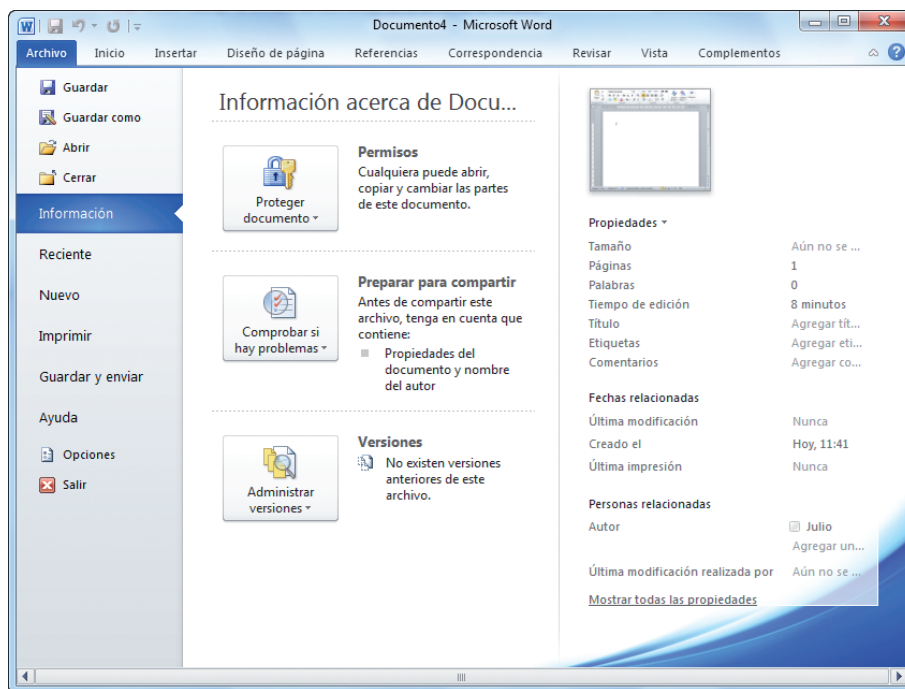 Documento4 - Microsoft Word
Archivo Inicio Insertar Diseño de página Referencias Correspondencia Revisar Vista Complementos
Guardar
Guardar como
Abrir
Cerrar
Información
Reciente
Nuevo
Imprimir
Guardar y enviar
Ayuda
Opciones
Salir
Información acerca de Docu...
Proteger
documento
Permisos
Cualquiera puede abrir,
copiar y cambiar las partes
de este documento.
Comprobar si
hay problemas
Preparar para compartir
Antes de compartir este
archivo, tenga en cuenta que
contiene:
Propiedades del
documento y nombre
del autor
Administrar
versiones
Versiones
No existen versiones
anteriores de este
archivo.
Propiedades
Tamaño Aún no se ...
Páginas 1
Palabras 0
Tiempo de edición 8 minutos
Título Agregar tít...
Etiquetas Agregar eti...
Comentarios Agregar co...
Fechas relacionadas
Última modificación Nunca
Creado el Hoy, 11:41
Última impresión Nunca
Personas relacionadas
Autor Julio
Agregar un...
Última modificación realizada por Aún no se ...
Mostrar todas las propiedades